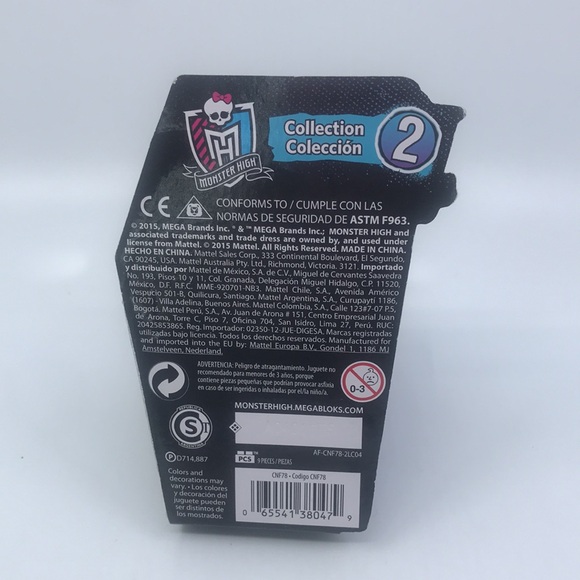 Collection
Colección
2
MONSTER HIGH
CE
CONFORMS TO / CUMPLE CON LAS
NORMAS DE SEGURIDAD DE ASTM F963.
© 2015, MEGA Brands Inc. ® & ™ MEGA Brands Inc.; MONSTER HIGH and
associated trademarks and trade dress are owned by, and used under
license from Mattel. © 2015 Mattel. All Rights Reserved. MADE IN CHINA.
HECHO EN CHINA. Mattel Sales Corp., 333 Continental Boulevard, El Segundo,
CA 90245, USA. Mattel Australia Pty. Ltd., Richmond, Victoria. 3121. Importado
y distribuido por Mattel de México, S.A. de C.V., Miguel de Cervantes Saavedra
No. 193, Pisos 10 y 11, Col. Granada, Delegación Miguel Hidalgo, C.P. 11520,
México, D.F. R.F.C. MME-920701-NB3. Mattel Chile, S.A., Avenida Américo
Vespucio 501-B, Quilicura, Santiago. Mattel Argentina, S.A., Curupaytí 1186,
(1607) - Villa Adelina, Buenos Aires. Mattel Colombia, S.A., Calle 123#7-07 P.5,
Bogotá. Mattel Perú, S.A., Av. Juan de Arona # 151, Centro Empresarial Juan
de Arona, Torre C, Piso 7, Oficina 704, San Isidro, Lima 27, Perú. RUC:
20425853865. Reg. Importador: 02350-12-JUE-DIGESA. Marcas registradas
utilizadas bajo licencia. Todos los derechos reservados. Manufactured for
and imported into the EU by: Mattel Europa B.V., Gondel 1, 1186 MJ
Amstelveen, Nederland.
ADVERTENCIA: Peligro de atragantamiento. Juguete no
recomendado para menores de 3 años, porque
contiene piezas pequeñas que podrían provocar asfixia
en caso de ser ingeridas o inhaladas por el/la niño/a.
0-3
MONSTERHIGH.MEGABLOKS.COM
S
D714,887
PCS
9 PIECES / PIEZAS
AF-CNF78-2LC04
Colors and
decorations may
vary. • Los colores
y decoración del
juguete pueden
ser distintos de
los mostrados.
CNF78 • Codigo CNF78
0 65541 38047 9